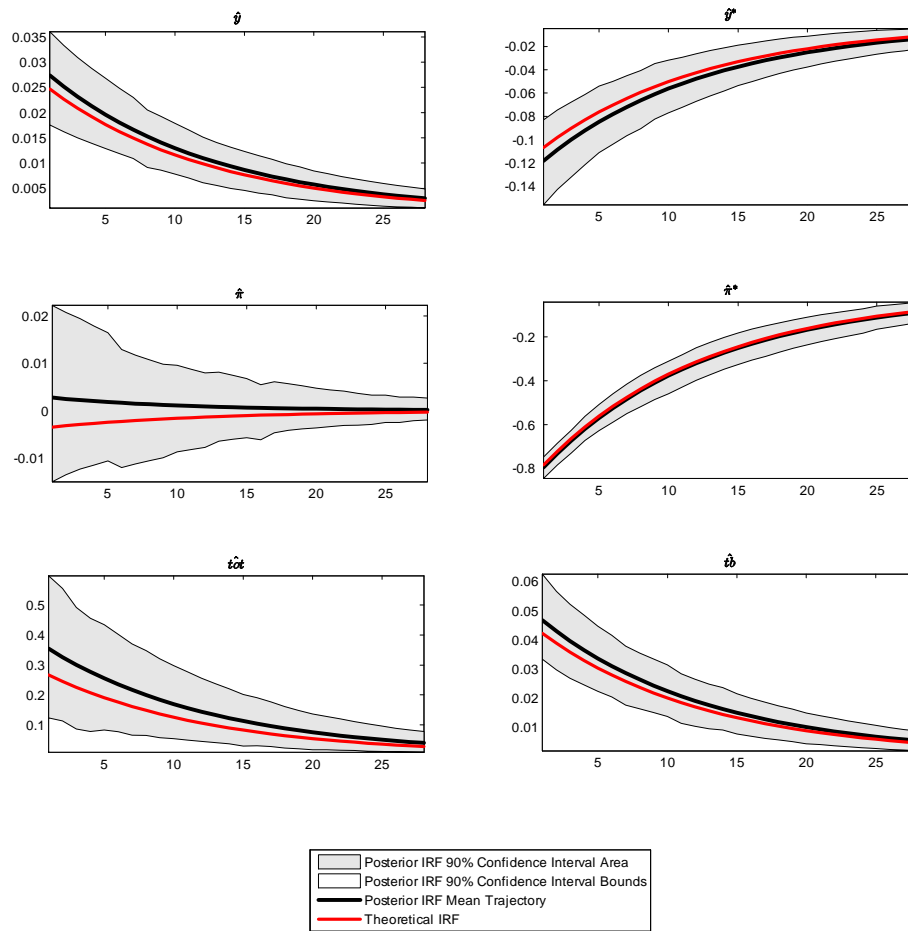 ŷ
0.035
0.03
0.025
0.02
0.015
0.01
0.005
5 10 15 20 25
ŷ*
-0.02
-0.04
-0.06
-0.08
-0.1
-0.12
-0.14
5 10 15 20 25
π̂
0.02
0.01
0
-0.01
5 10 15 20 25
π̂*
-0.2
-0.4
-0.6
-0.8
5 10 15 20 25
tôt
0.5
0.4
0.3
0.2
0.1
5 10 15 20 25
tb̂
0.06
0.05
0.04
0.03
0.02
0.01
5 10 15 20 25
Posterior IRF 90% Confidence Interval Area
Posterior IRF 90% Confidence Interval Bounds
Posterior IRF Mean Trajectory
Theoretical IRF